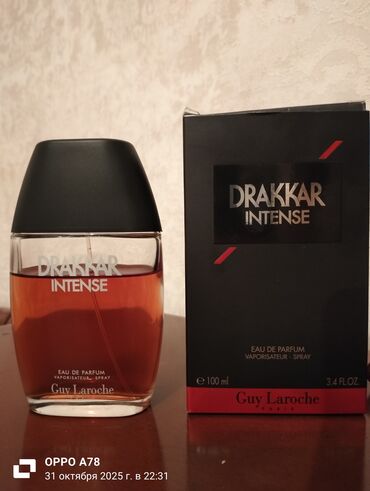 DRAKKAR
INTENSE
EAU DE PARFUM
VAPORISATEUR - SPRAY
Guy Laroche
DRAKKAR
INTENSE
EAU DE PARFUM
VAPORISATEUR - SPRAY
℮ 100 ml
3.4 FL.OZ.
Guy Laroche
PARIS
OPPO A78
31 октября 2025 г. в 22:31